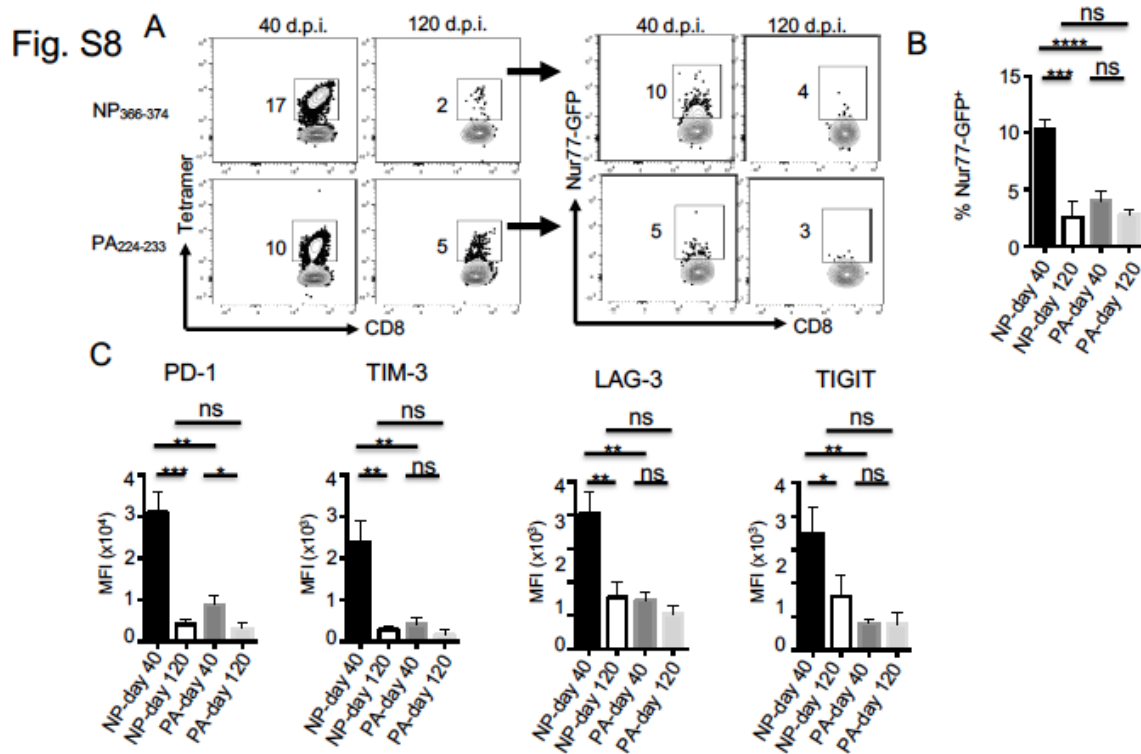 Fig. S8
A
40 d.p.i.
120 d.p.i.
40 d.p.i.
120 d.p.i.
NP366-374
17
2
10
4
PA224-233
10
5
5
3
Tetramer
CD8
Nur77-GFP
CD8
B
ns
****
*** ns
% Nur77-GFP+
15
10
5
0
NP-day 40
NP-day 120
PA-day 40
PA-day 120
C
PD-1
ns
**
*** *
MFI (x10⁴)
4
3
2
1
0
NP-day 40
NP-day 120
PA-day 40
PA-day 120
TIM-3
ns
**
** ns
MFI (x10³)
4
3
2
1
0
NP-day 40
NP-day 120
PA-day 40
PA-day 120
LAG-3
ns
**
** ns
MFI (x10³)
4
3
2
1
0
NP-day 40
NP-day 120
PA-day 40
PA-day 120
TIGIT
ns
**
* ns
MFI (x10³)
4
3
2
1
0
NP-day 40
NP-day 120
PA-day 40
PA-day 120